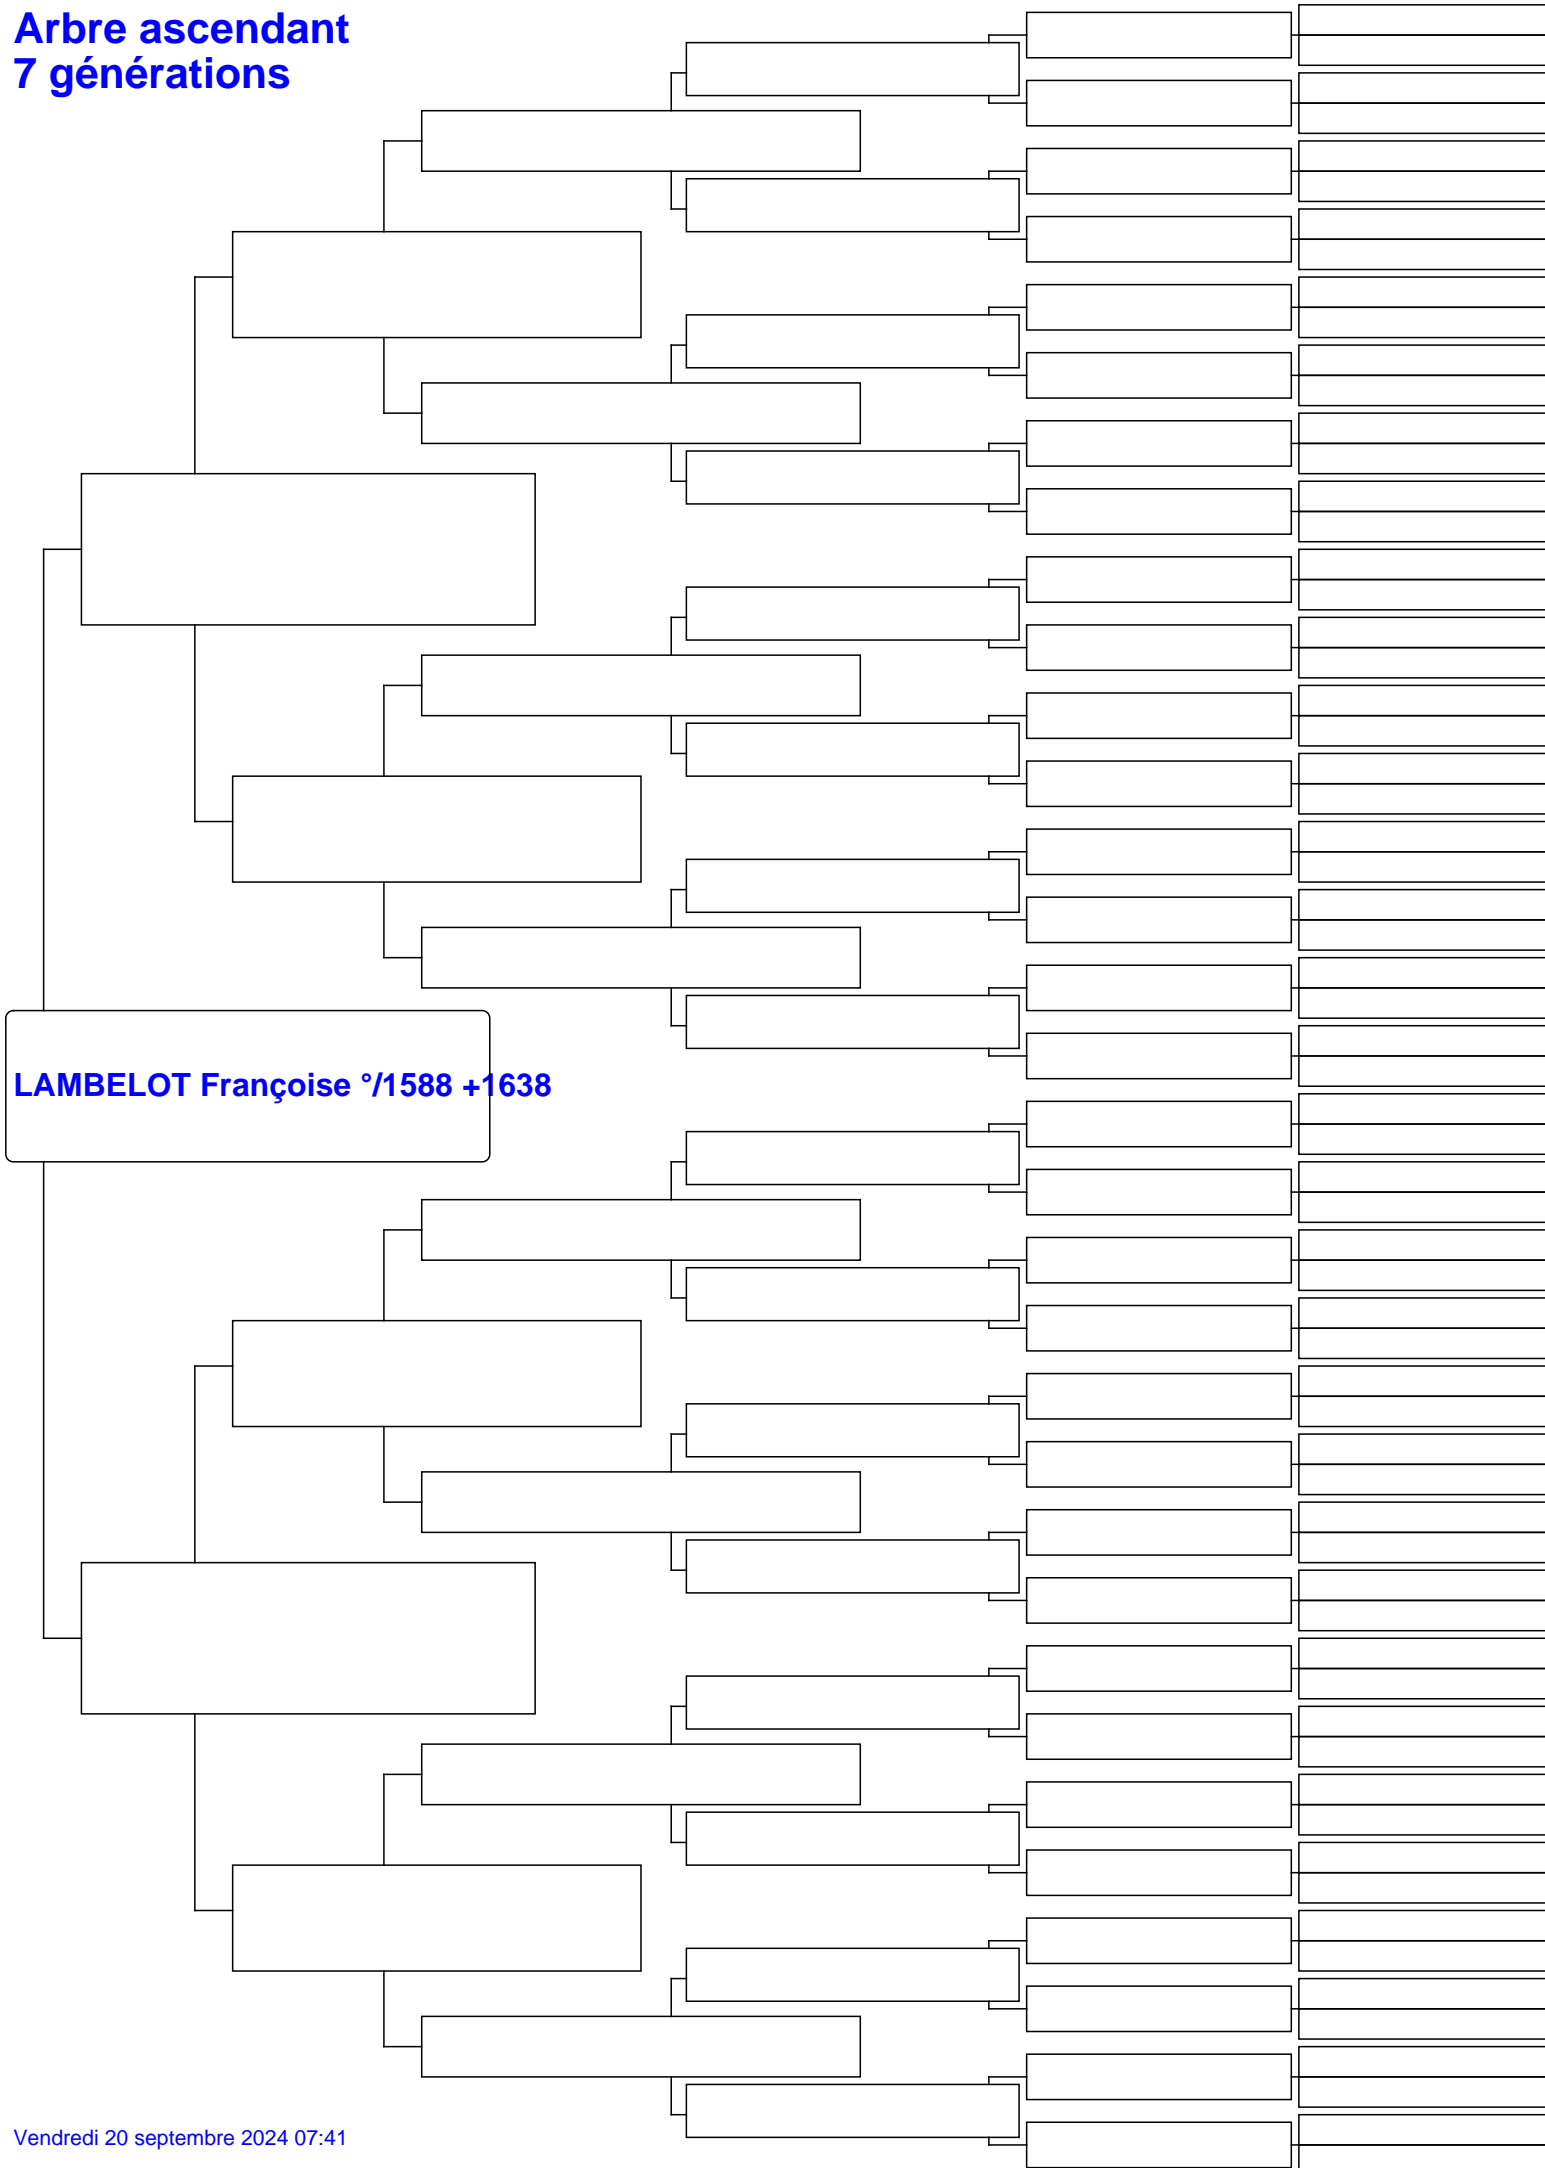 Arbre ascendant
7 générations
LAMBELOT Françoise °/1588 +1638
Vendredi 20 septembre 2024 07:41